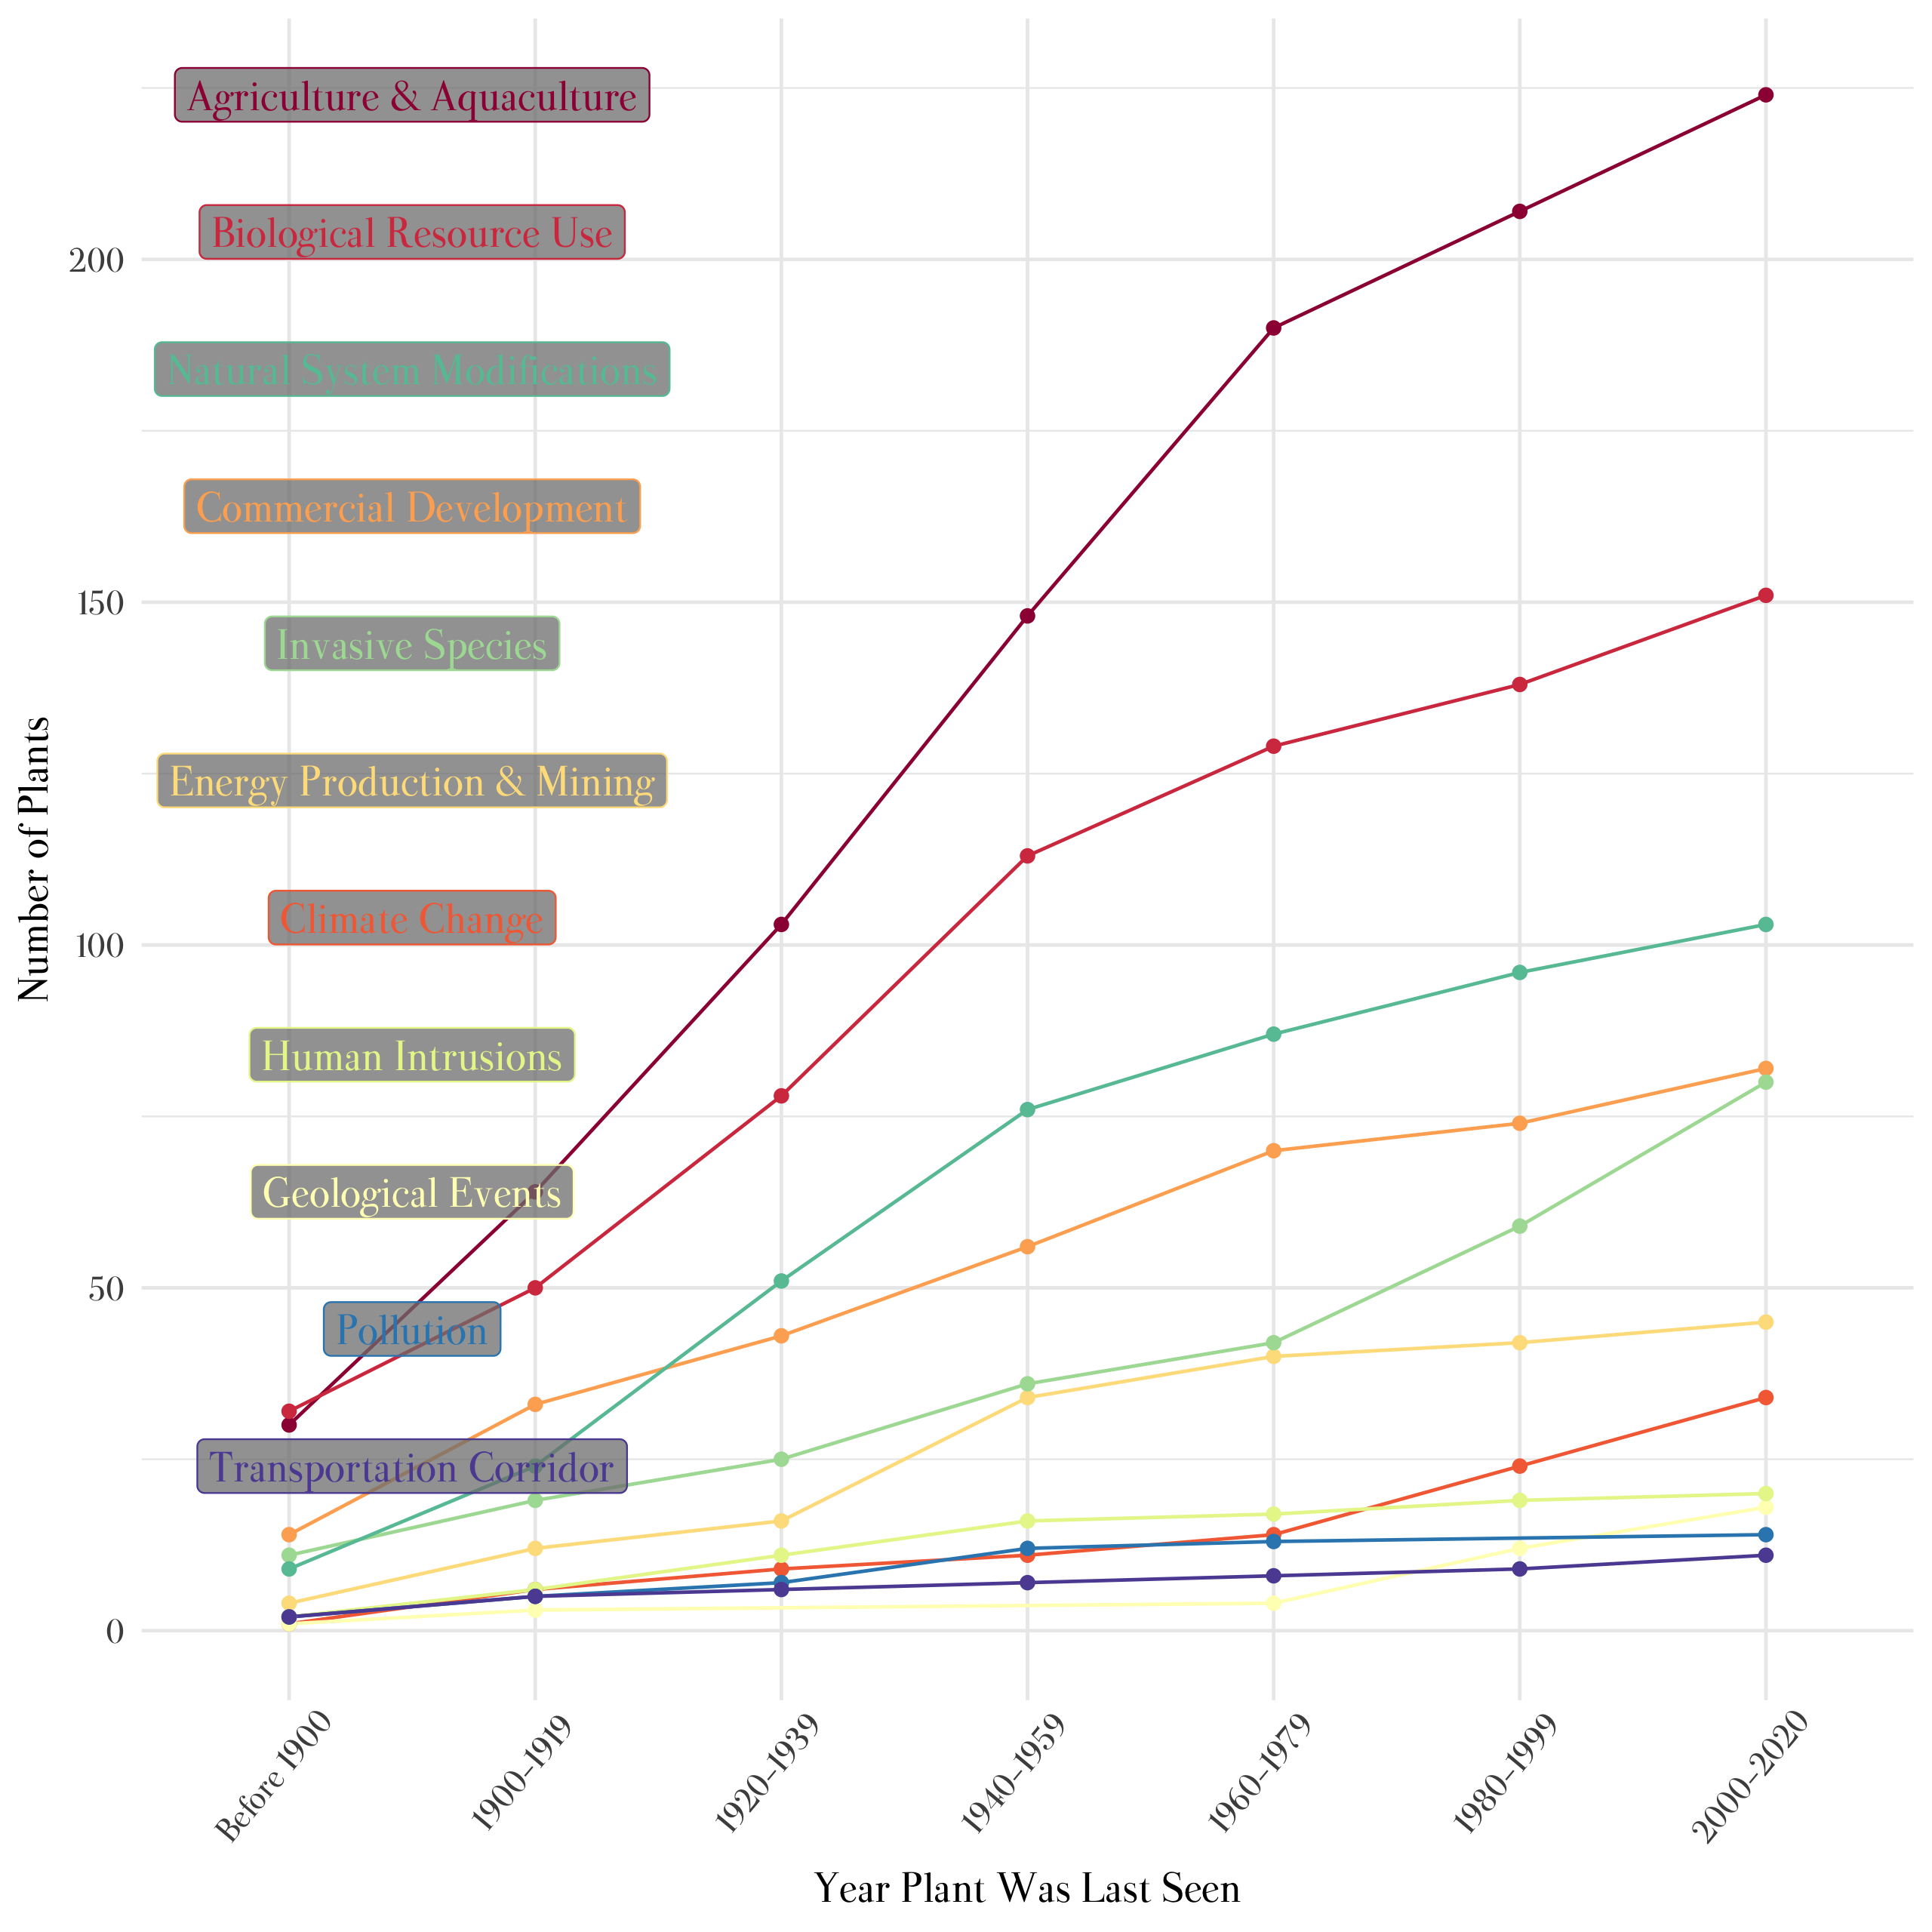 Agriculture & Aquaculture
Biological Resource Use
200
Natural System Modifications
Commercial Development
150
Invasive Species
Energy Production & Mining
Number of Plants
Climate Change
100
Human Intrusions
Geological Events
50
Pollution
Transportation Corridor
0
Before 1900
1900-1919
1920-1939
1940-1959
1960-1979
1980-1999
2000-2020
Year Plant Was Last Seen